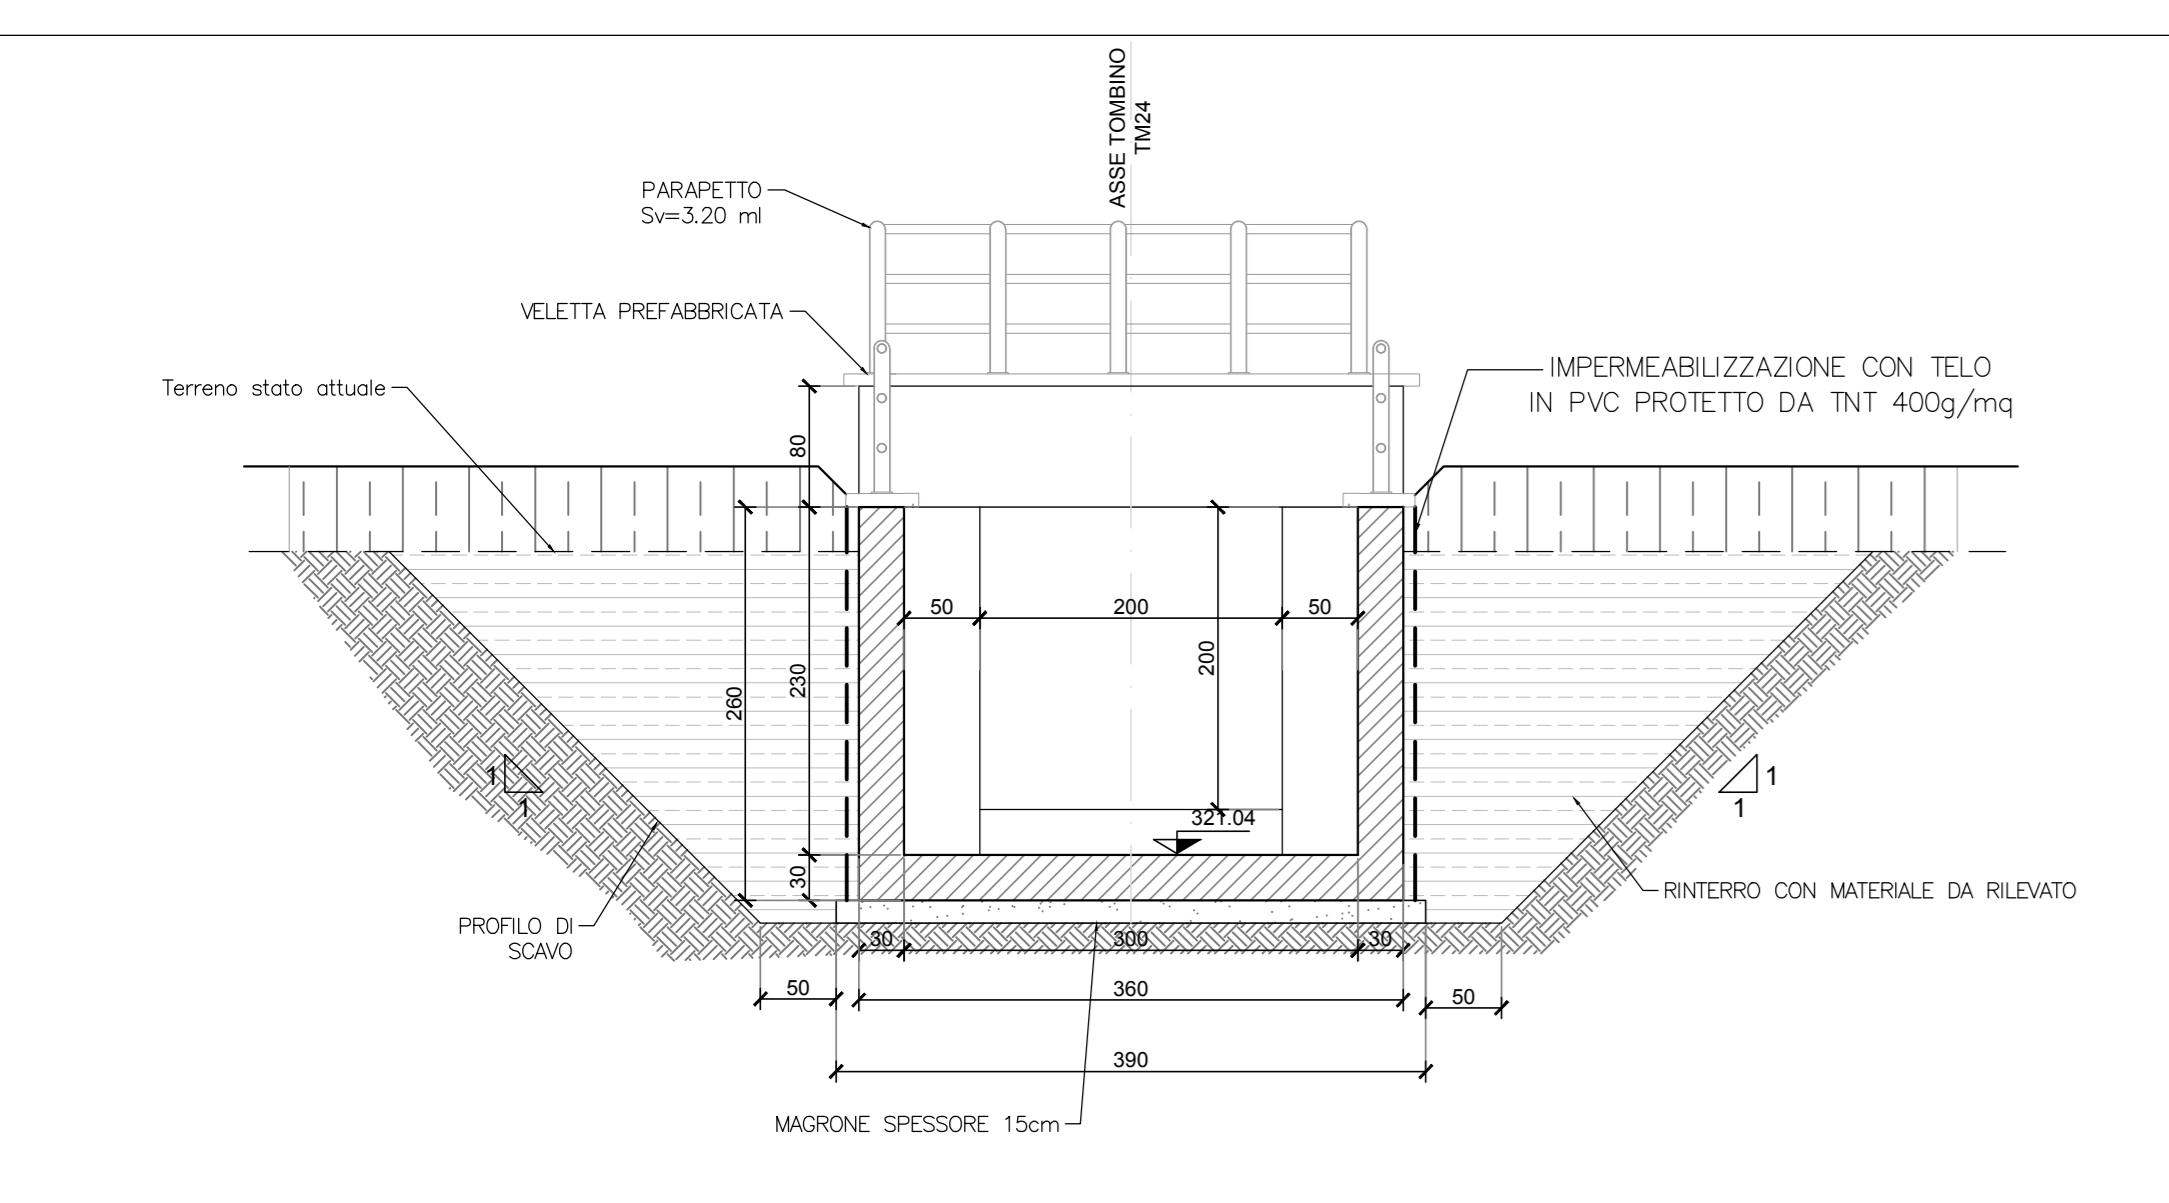 ASSE TOMBINO
TM24
PARAPETTO
Sv=3.20 ml
VELETTA PREFABBRICATA
Terreno stato attuale
IMPERMEABILIZZAZIONE CON TELO
IN PVC PROTETTO DA TNT 400g/mq
80
50
200
50
200
230
260
321.04
1
1
1
1
30
RINTERRO CON MATERIALE DA RILEVATO
PROFILO DI
SCAVO
30
300
30
50
360
50
390
MAGRONE SPESSORE 15cm